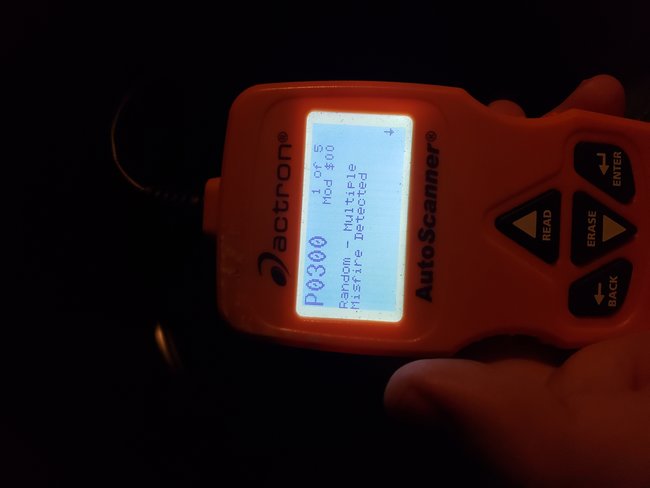 actron®
P0300
1 of 5
Mod $00
Random - Multiple
Misfire Detected
AutoScanner®
READ
ERASE
ENTER
BACK